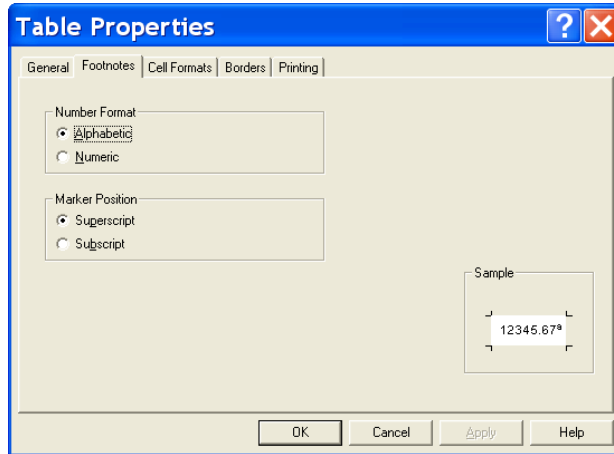 Table Properties
General Footnotes Cell Formats Borders Printing
Number Format
Alphabetic
Numeric
Marker Position
Superscript
Subscript
Sample
12345.67ª
OK Cancel Apply Help